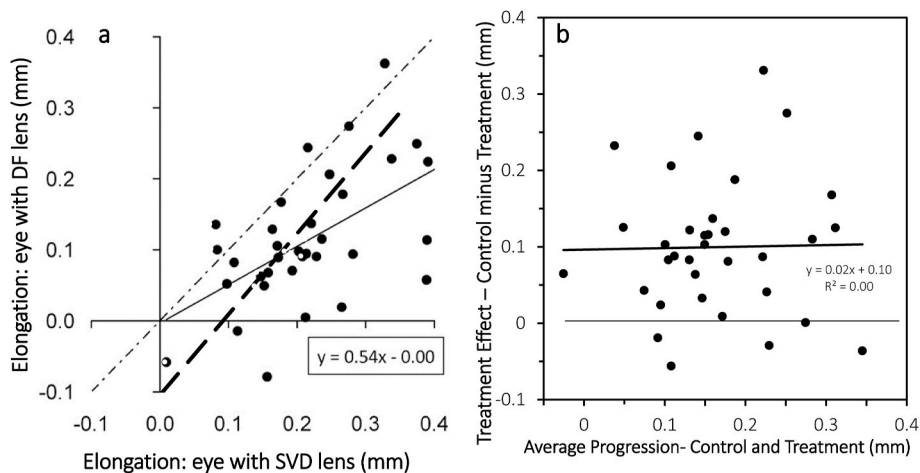 a
0.4
0.3
0.2
0.1
0.0
-0.1
-0.1
0.0
0.1
0.2
0.3
0.4
y = 0.54x - 0.00
Elongation: eye with DF lens (mm)
Elongation: eye with SVD lens (mm)
b
0.4
0.3
0.2
0.1
0
-0.1
0
0.1
0.2
0.3
0.4
y = 0.02x + 0.10
R² = 0.00
Treatment Effect – Control minus Treatment (mm)
Average Progression- Control and Treatment (mm)